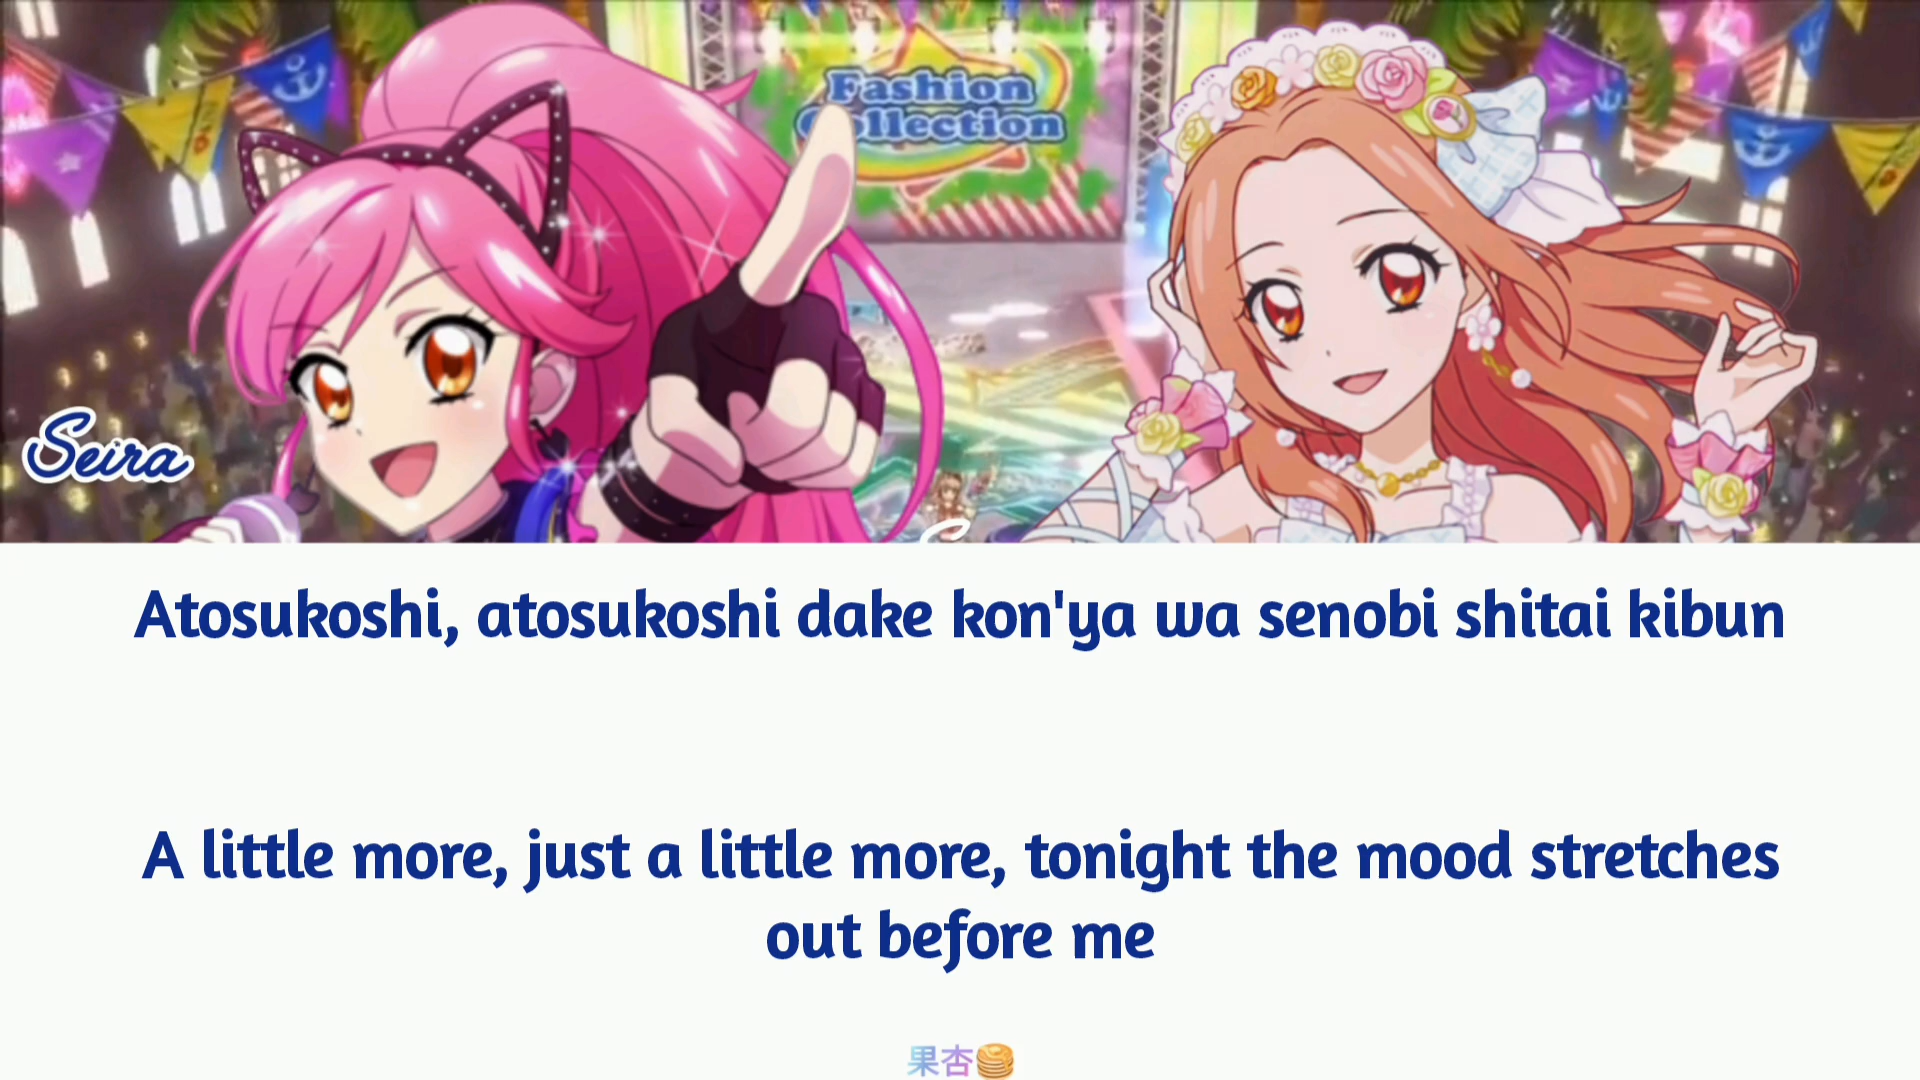 Fashion
Collection
Seira
Atosukoshi, atosukoshi dake kon'ya wa senobi shitai kibun
A little more, just a little more, tonight the mood stretches
out before me
果杏